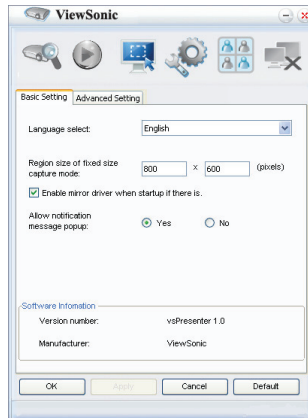 ViewSonic
Basic Setting Advanced Setting
Language select: English
Region size of fixed size
capture mode: 800 x 600 (pixels)
Enable mirror driver when startup if there is.
Allow notification
message popup: Yes No
Software Infomation
Version number: vsPresenter 1.0
Manufacturer: ViewSonic
OK Apply Cancel Default